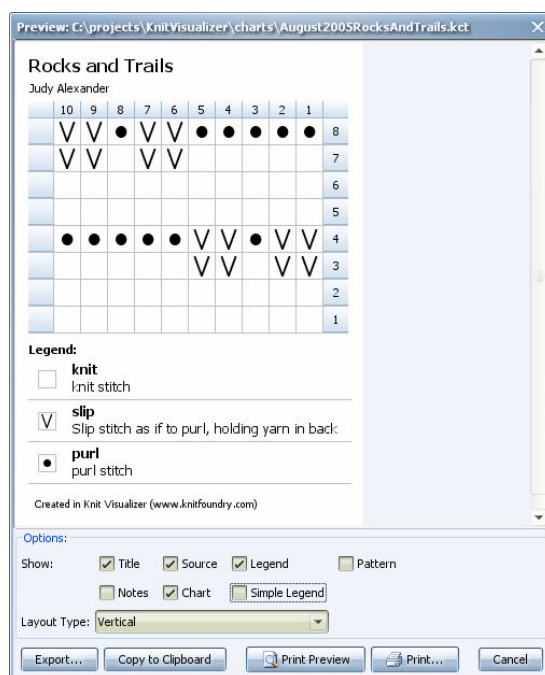 Preview: C:\projects\KnitVisualizer\charts\August2005RocksAndTrails.kct
Rocks and Trails
Judy Alexander
10 9 8 7 6 5 4 3 2 1
V V ● V V ● ● ● ● ● 8
V V V V 7
6
5
● ● ● ● ● V V ● V V 4
V V V V 3
2
1
Legend:
knit
knit stitch
V slip
Slip stitch as if to purl, holding yarn in back
● purl
purl stitch
Created in Knit Visualizer (www.knitfoundry.com)
Options:
Show: Title Source Legend Pattern
Notes Chart Simple Legend
Layout Type: Vertical
Export... Copy to Clipboard Print Preview Print... Cancel